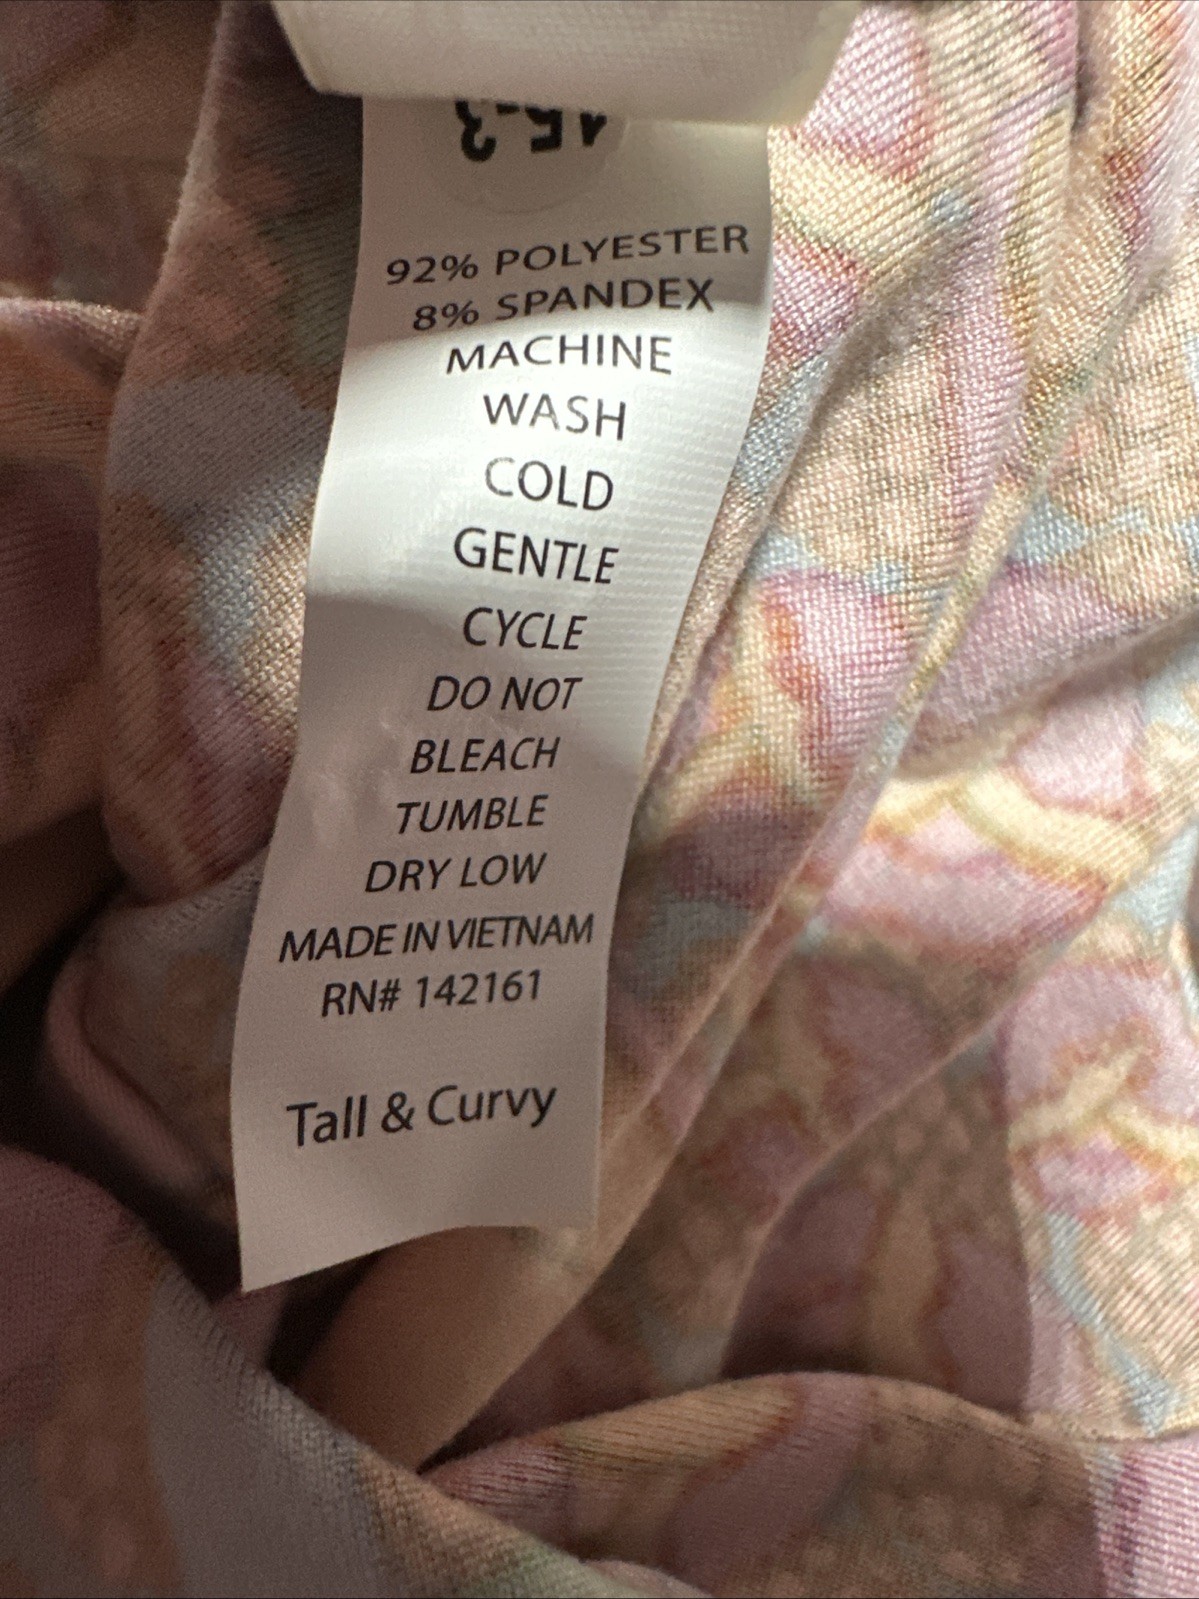 92% POLYESTER
8% SPANDEX
MACHINE
WASH
COLD
GENTLE
CYCLE
DO NOT
BLEACH
TUMBLE
DRY LOW
MADE IN VIETNAM
RN# 142161
Tall & Curvy